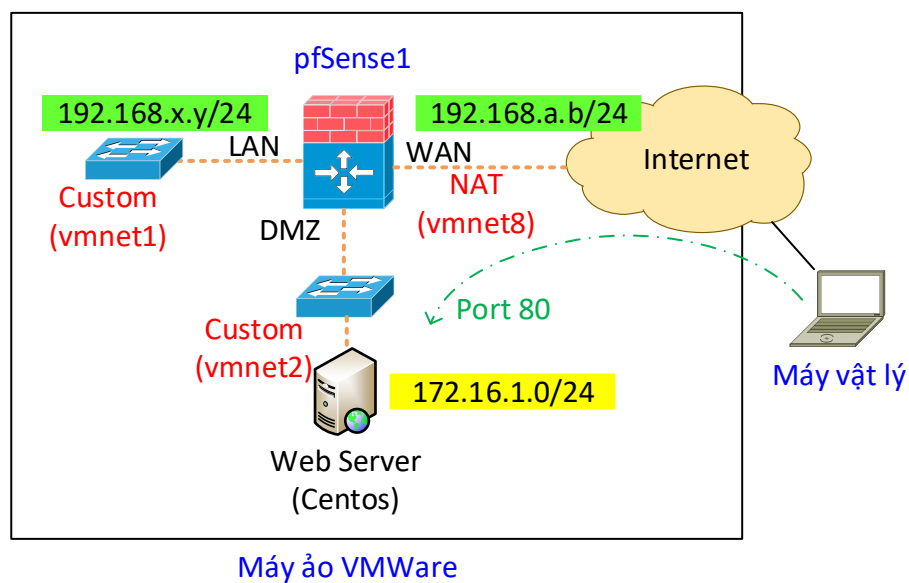 pfSense1
192.168.x.y/24
192.168.a.b/24
LAN
WAN
Internet
Custom
(vmnet1)
NAT
(vmnet8)
DMZ
Port 80
Custom
(vmnet2)
Máy vật lý
172.16.1.0/24
Web Server
(Centos)
Máy ảo VMWare